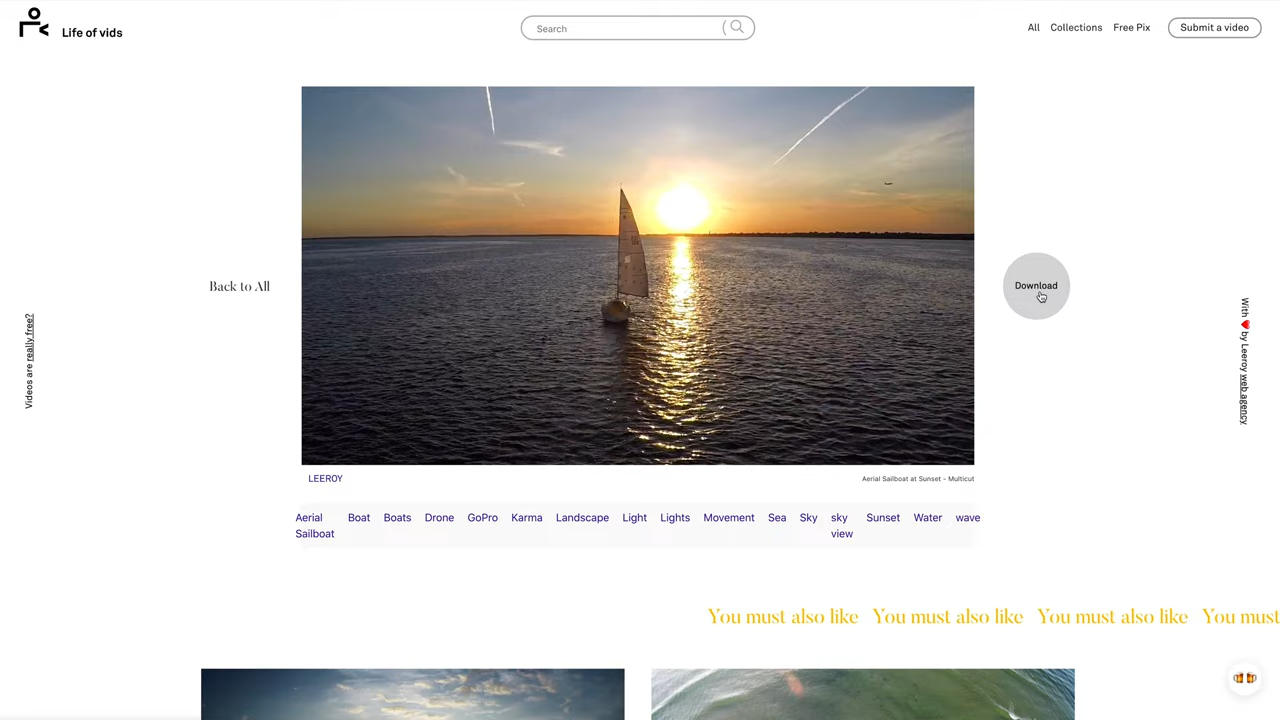 Life of vids
Search
All Collections Free Pix Submit a video
Back to All
Download
Videos are really free?
With ❤ by Leeroy web agency
LEEROY
Aerial Sailboat at Sunset - Multicut
Aerial Sailboat Boat Boats Drone GoPro Karma Landscape Light Lights Movement Sea Sky sky view Sunset Water wave
You must also like You must also like You must also like You must